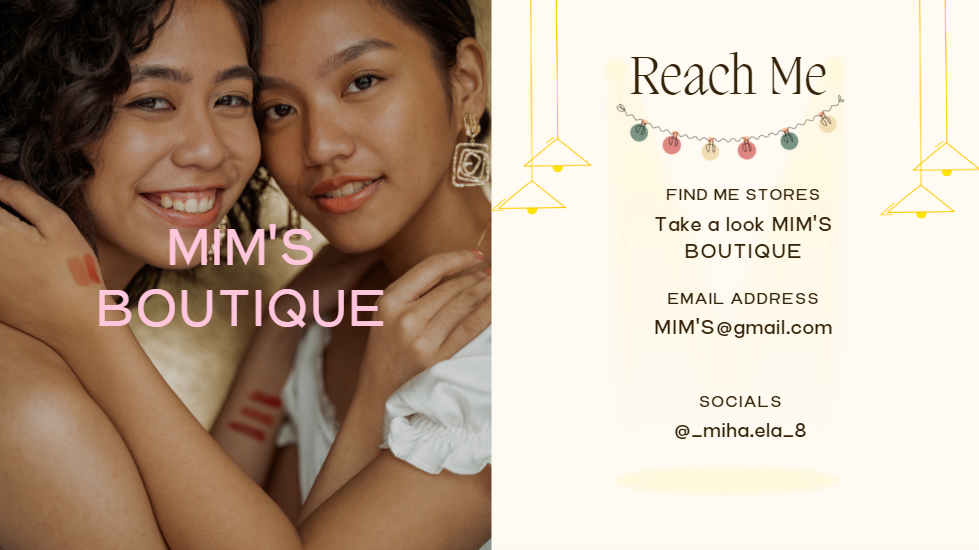 MIM'S
BOUTIQUE
Reach Me
FIND ME STORES
Take a look MIM'S
BOUTIQUE
EMAIL ADDRESS
MIM'S@gmail.com
SOCIALS
@_miha.ela_8